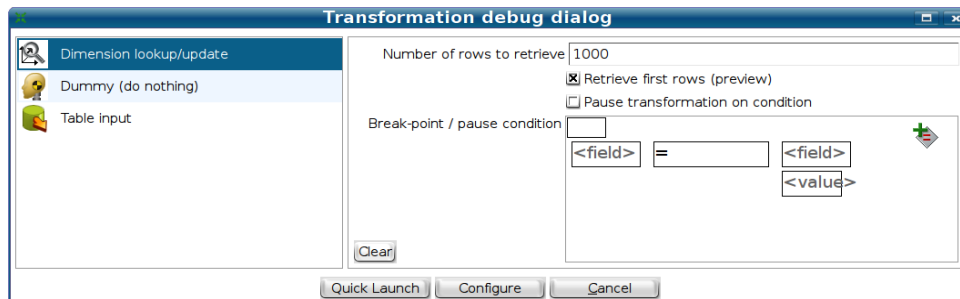 Transformation debug dialog
Dimension lookup/update
Dummy (do nothing)
Table input
Number of rows to retrieve 1000
Retrieve first rows (preview)
Pause transformation on condition
Break-point / pause condition
<field> = <field>
<value>
Clear
Quick Launch Configure Cancel